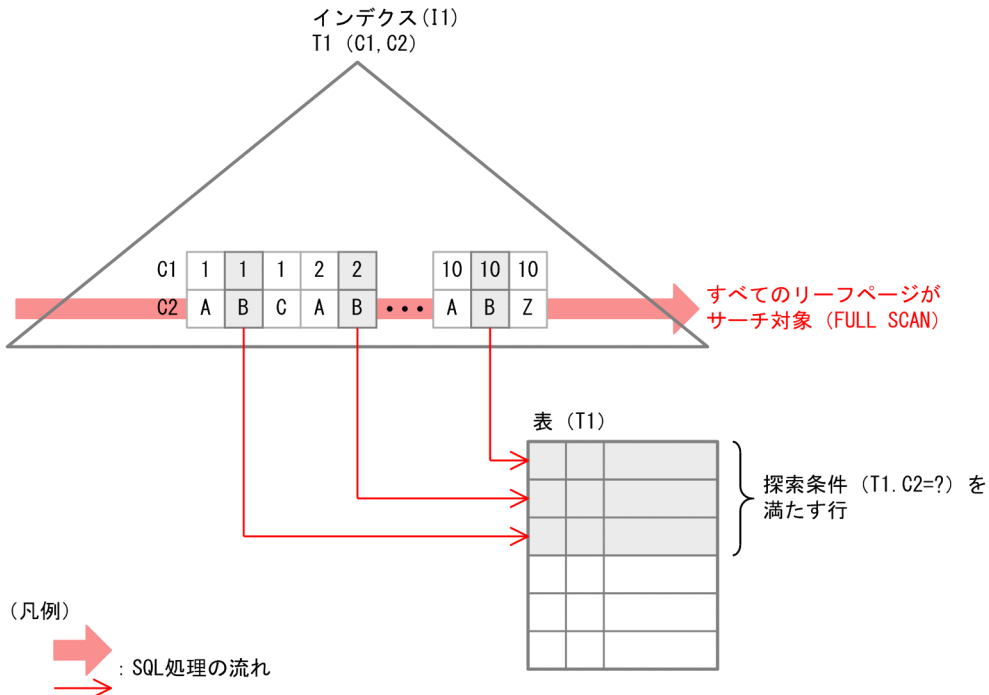 インデクス(I1)
T1 (C1,C2)
C1 1 1 1 2 2 10 10 10
C2 A B C A B ••• A B Z
すべてのリーフページが
サーチ対象 (FULL SCAN)
表 (T1)
探索条件 (T1.C2=?) を
満たす行
(凡例)
: SQL処理の流れ